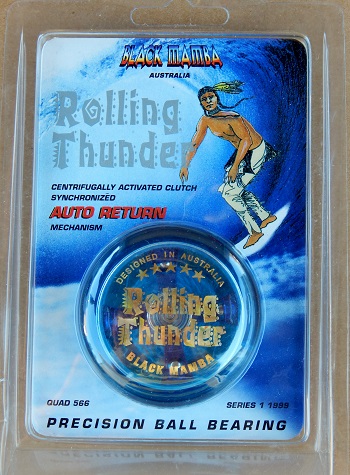 BLACK MAMBA
AUSTRALIA
Rolling
Thunder
CENTRIFUGALLY ACTIVATED CLUTCH
SYNCHRONIZED
AUTO RETURN
MECHANISM
DESIGNED IN AUSTRALIA
Rolling
Thunder
BLACK MAMBA
QUAD 566
SERIES 1 1999
PRECISION BALL BEARING